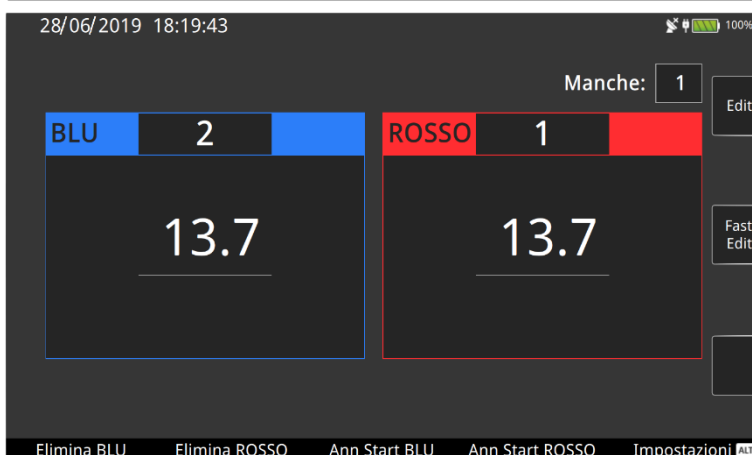 28/06/2019 18:19:43 100%
Manche: 1
Edit
BLU 2 ROSSO 1
13.7 13.7
Fast
Edit
Elimina BLU Elimina ROSSO Ann Start BLU Ann Start ROSSO Impostazioni ALT